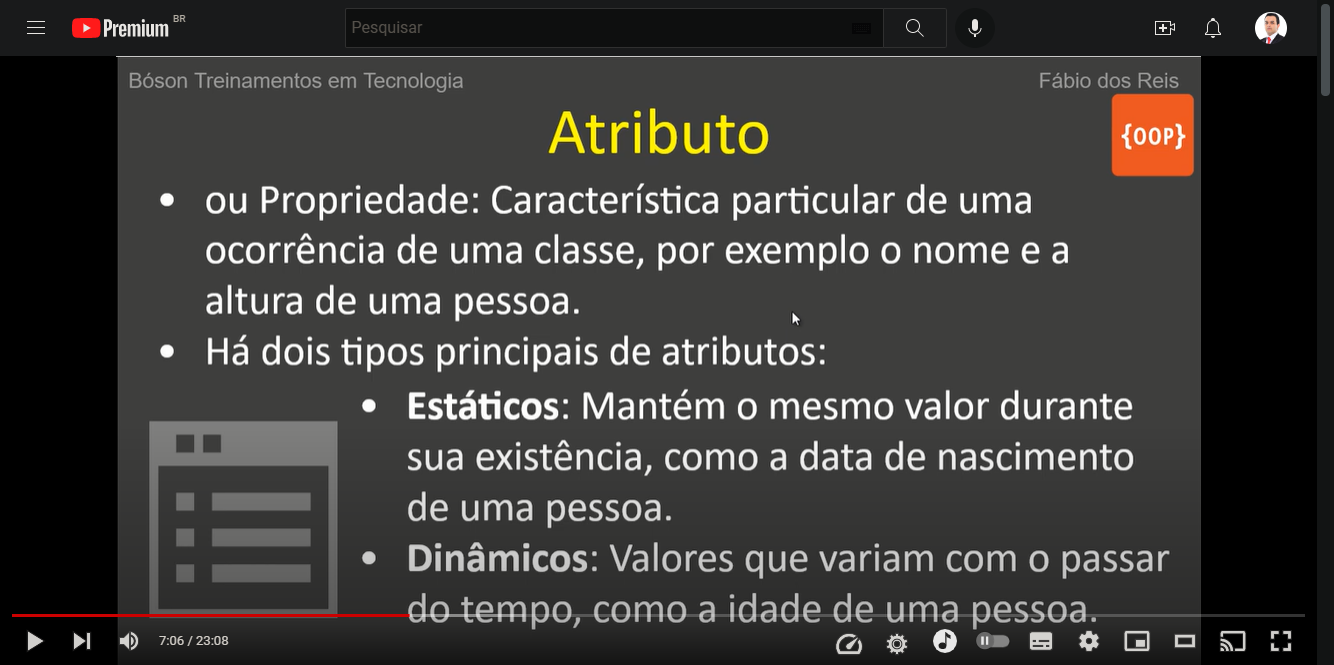 Premium BR
Pesquisar
Bóson Treinamentos em Tecnologia
Fábio dos Reis
Atributo
{OOP}
• ou Propriedade: Característica particular de uma
ocorrência de uma classe, por exemplo o nome e a
altura de uma pessoa.
• Há dois tipos principais de atributos:
• Estáticos: Mantém o mesmo valor durante
sua existência, como a data de nascimento
de uma pessoa.
• Dinâmicos: Valores que variam com o passar
do tempo, como a idade de uma pessoa.
7:06 / 23:08